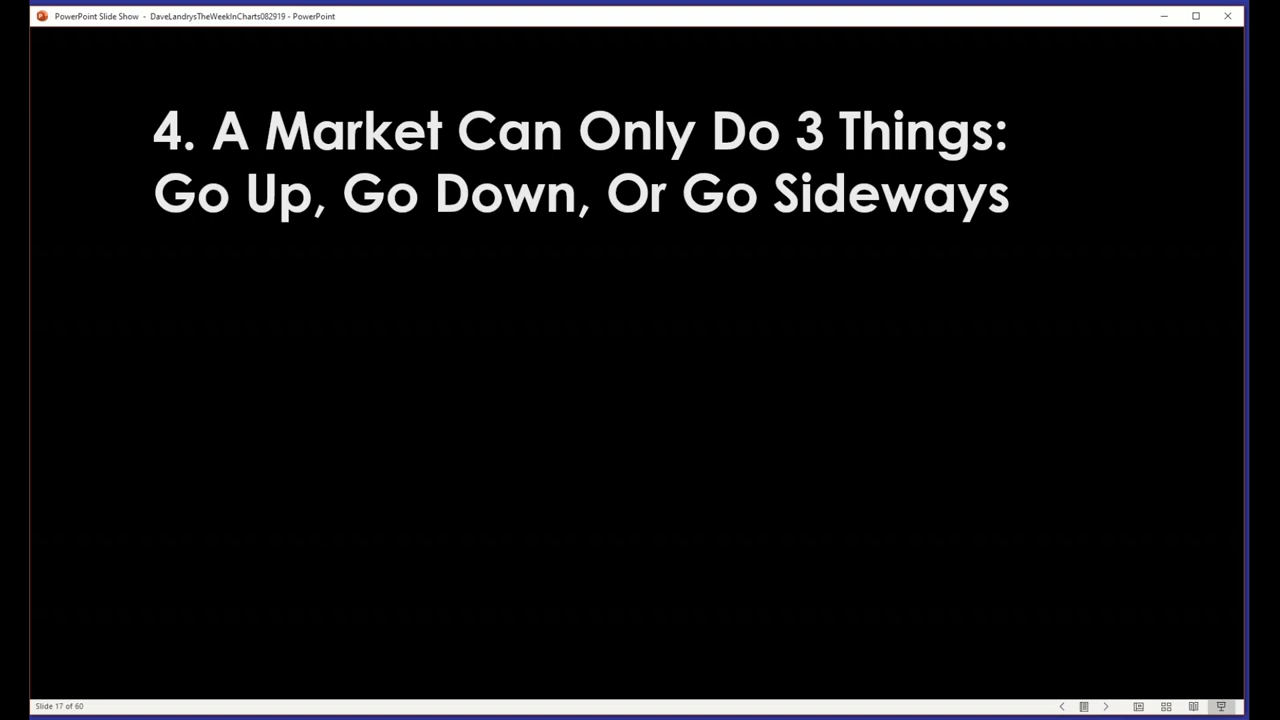 PowerPoint Slide Show - DaveLandrysTheWeekInCharts082919 - PowerPoint
4. A Market Can Only Do 3 Things:
Go Up, Go Down, Or Go Sideways
Slide 17 of 60